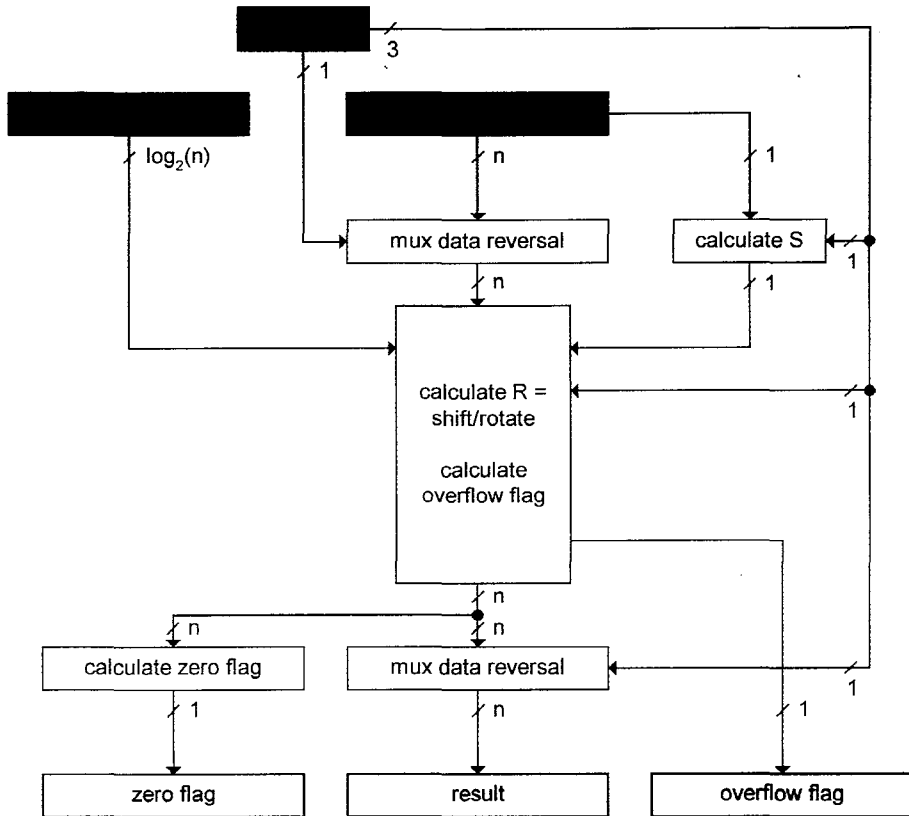 3
1
log2(n)
n
1
mux data reversal
calculate S
1
n
1
calculate R =
shift/rotate
1
calculate
overflow flag
n
n
n
calculate zero flag
mux data reversal
1
1
n
1
zero flag
result
overflow flag